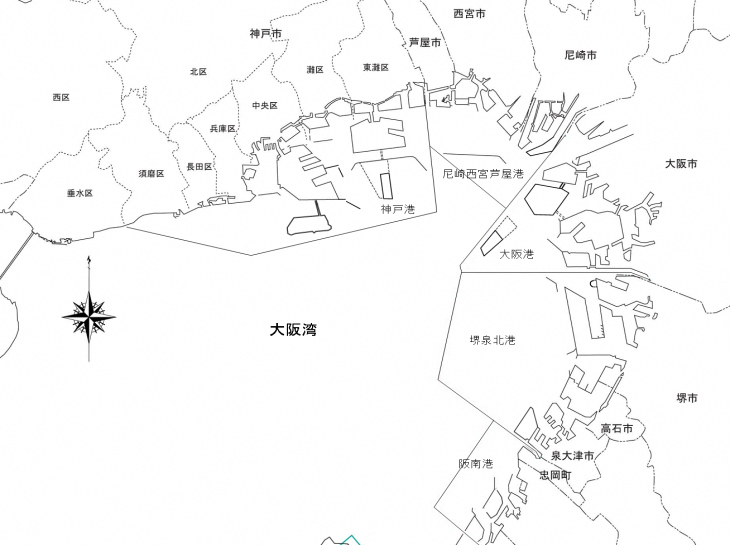 西宮市
神戸市
芦屋市
尼崎市
北区
灘区
東灘区
西区
中央区
兵庫区
大阪市
長田区
須磨区
尼崎西宮芦屋港
垂水区
神戸港
大阪港
大阪湾
堺泉北港
堺市
高石市
泉大津市
阪南港
忠岡町